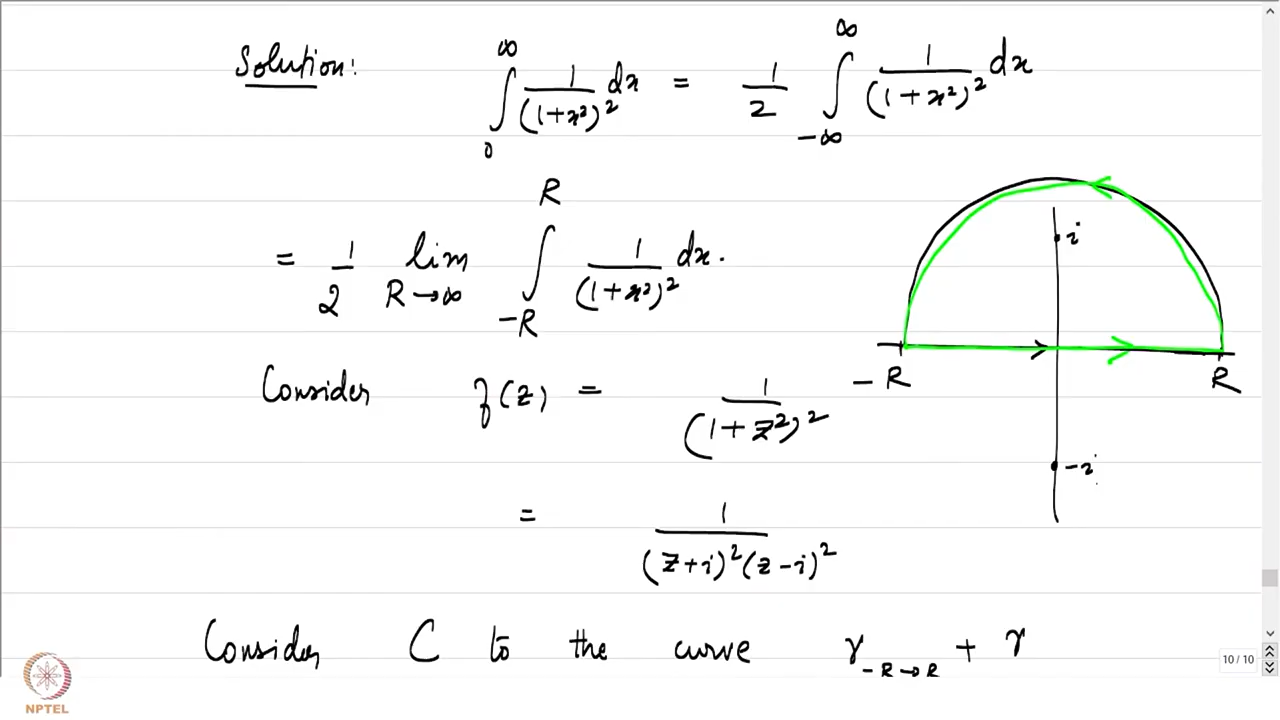 Solution:
∫₀^∞ 1/(1+x²)² dx = 1/2 ∫_{-∞}^{∞} 1/(1+x²)² dx
= 1/2 lim_{R→∞} ∫_{-R}^{R} 1/(1+x²)² dx.
i
-R R
Consider f(z) = 1/(1+z²)²
-i
= 1/((z+i)²(z-i)²)
Consider C to the curve γ_{-R→R} + γ
10 / 10
NPTEL